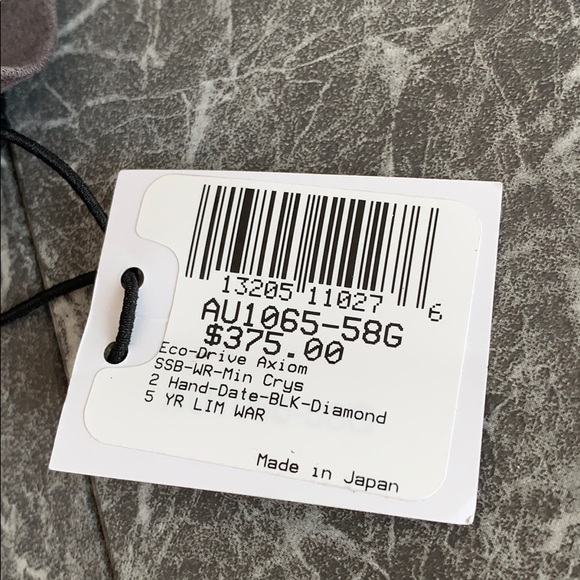 13205 11027 6
AU1065-58G
$375.00
Eco-Drive Axiom
SSB-WR-Min Crys
2 Hand-Date-BLK-Diamond
5 YR LIM WAR
Made in Japan